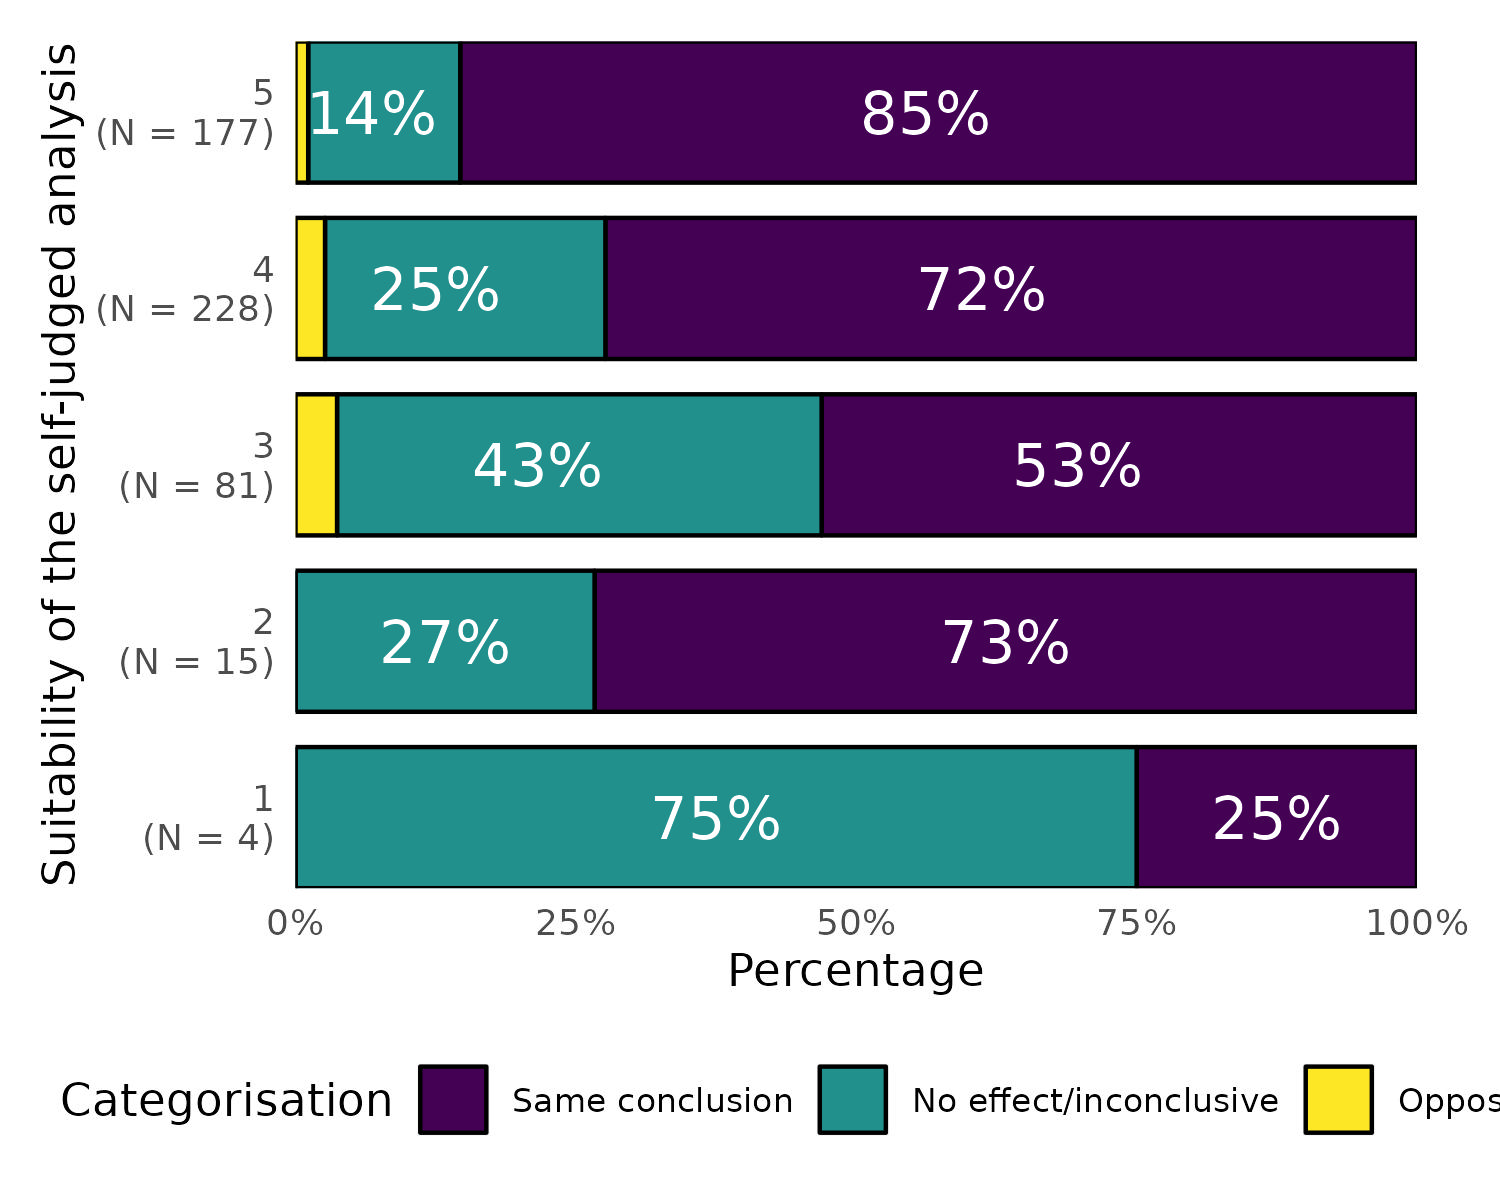 Suitability of the self-judged analysis
5
(N = 177)
14%
85%
4
(N = 228)
25%
72%
3
(N = 81)
43%
53%
2
(N = 15)
27%
73%
1
(N = 4)
75%
25%
0%
25%
50%
75%
100%
Percentage
Categorisation
Same conclusion
No effect/inconclusive